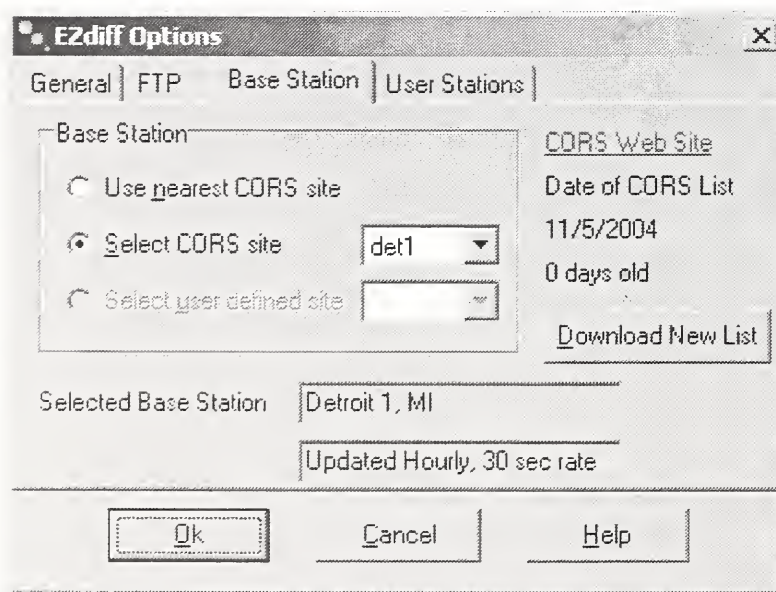 EZdiff Options
General FTP Base Station User Stations
Base Station
Use nearest CORS site
Select CORS site det1
Select user defined site
CORS Web Site
Date of CORS List
11/5/2004
0 days old
Download New List
Selected Base Station Detroit 1, MI
Updated Hourly, 30 sec rate
Ok Cancel Help